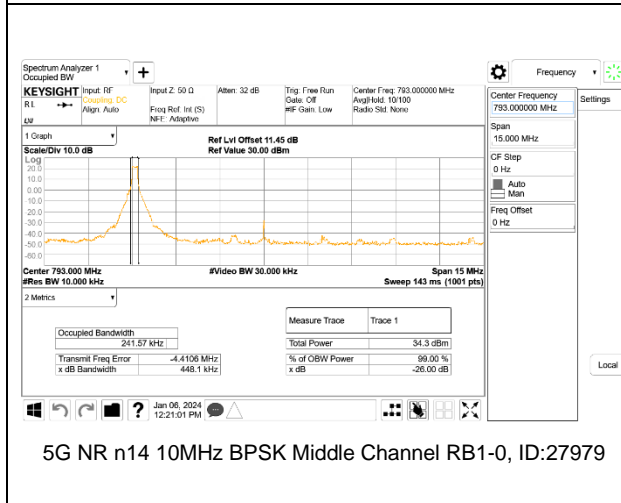 Spectrum Analyzer 1
Occupied BW
Frequency
KEYSIGHT
Input: RF
Coupling: DC
Align: Auto
Input Z: 50 Ω
Freq Ref: Int (S)
NFE: Adaptive
Atten: 32 dB
Trig: Free Run
Gate: Off
#IF Gain: Low
Center Freq: 793.000000 MHz
Avg|Hold: 10/100
Radio Std: None
RL
Center Frequency
793.000000 MHz
Settings
Span
15.000 MHz
CF Step
0 Hz
Auto
Man
Freq Offset
0 Hz
Local
1 Graph
Scale/Div 10.0 dB
Ref Lvl Offset 11.45 dB
Ref Value 30.00 dBm
Log
20.0
10.0
0.00
-10.0
-20.0
-30.0
-40.0
-50.0
-60.0
Center 793.000 MHz
#Video BW 30.000 kHz
Span 15 MHz
#Res BW 10.000 kHz
Sweep 143 ms (1001 pts)
2 Metrics
Measure Trace Trace 1
Occupied Bandwidth
241.57 kHz
Total Power 34.3 dBm
Transmit Freq Error -4.4106 MHz
% of OBW Power 99.00 %
x dB Bandwidth 448.1 kHz
x dB -26.00 dB
?
Jan 06, 2024
12:21:01 PM
5G NR n14 10MHz BPSK Middle Channel RB1-0, ID:27979